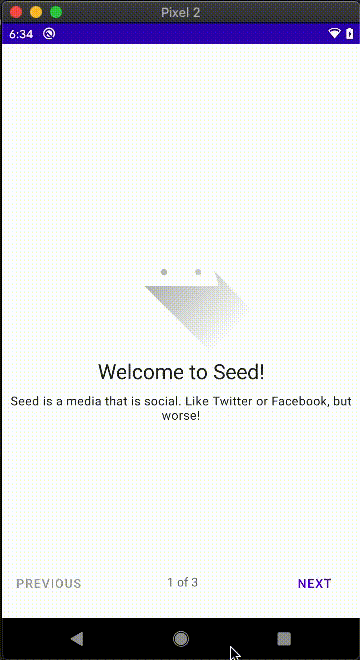 Pixel 2
6:34
Welcome to Seed!
Seed is a media that is social. Like Twitter or Facebook, but
worse!
PREVIOUS 1 of 3 NEXT